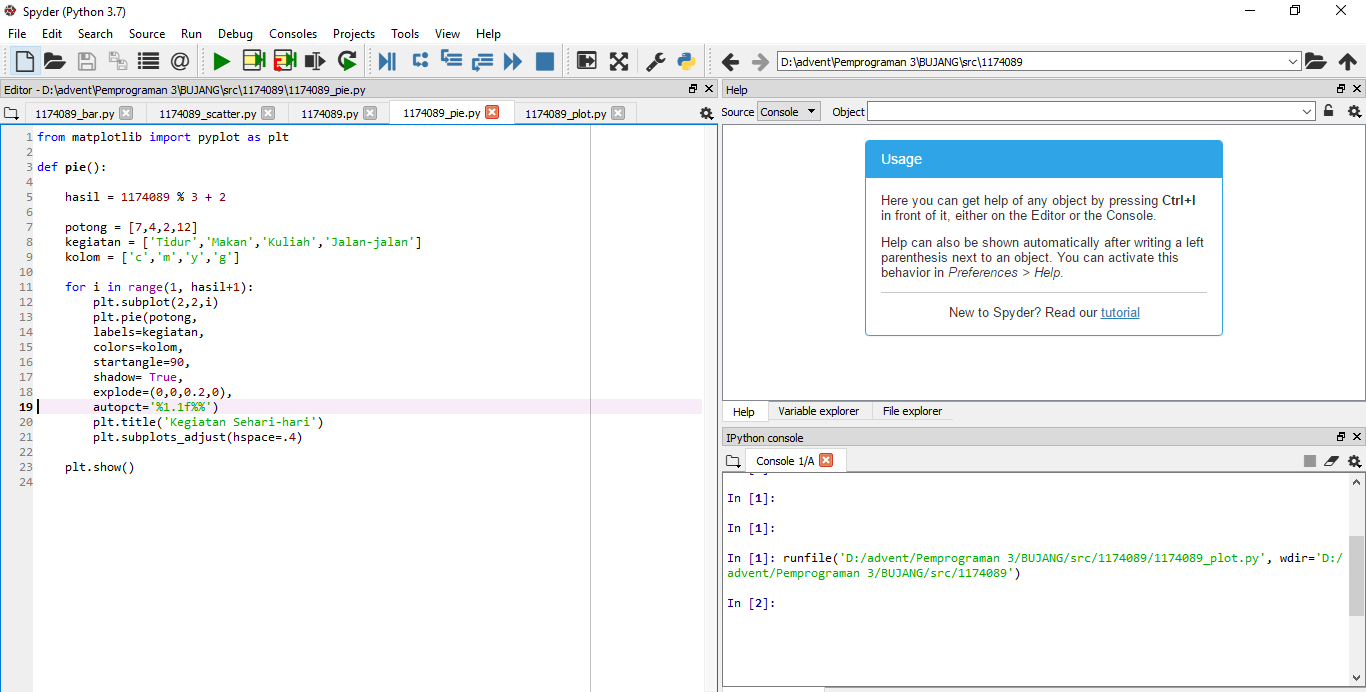 Spyder (Python 3.7)
File Edit Search Source Run Debug Consoles Projects Tools View Help
D:\advent\Pemprograman 3\BUJANG\src\1174089
Editor - D:\advent\Pemprograman 3\BUJANG\src\1174089\1174089_pie.py
1174089_bar.py 1174089_scatter.py 1174089.py 1174089_pie.py 1174089_plot.py
1 from matplotlib import pyplot as plt
2
3 def pie():
4
5     hasil = 1174089 % 3 + 2
6
7     potong = [7,4,2,12]
8     kegiatan = ['Tidur','Makan','Kuliah','Jalan-jalan']
9     kolom = ['c','m','y','g']
10
11     for i in range(1, hasil+1):
12         plt.subplot(2,2,i)
13         plt.pie(potong,
14         labels=kegiatan,
15         colors=kolom,
16         startangle=90,
17         shadow= True,
18         explode=(0,0,0.2,0),
19         autopct='%1.1f%%')
20         plt.title('Kegiatan Sehari-hari')
21         plt.subplots_adjust(hspace=.4)
22
23     plt.show()
24
Help
Source Console Object
Usage
Here you can get help of any object by pressing Ctrl+I
in front of it, either on the Editor or the Console.
Help can also be shown automatically after writing a left
parenthesis next to an object. You can activate this
behavior in Preferences > Help.
New to Spyder? Read our tutorial
Help Variable explorer File explorer
IPython console
Console 1/A
In [1]:
In [1]:
In [1]: runfile('D:/advent/Pemprograman 3/BUJANG/src/1174089/1174089_plot.py', wdir='D:/
advent/Pemprograman 3/BUJANG/src/1174089')
In [2]: